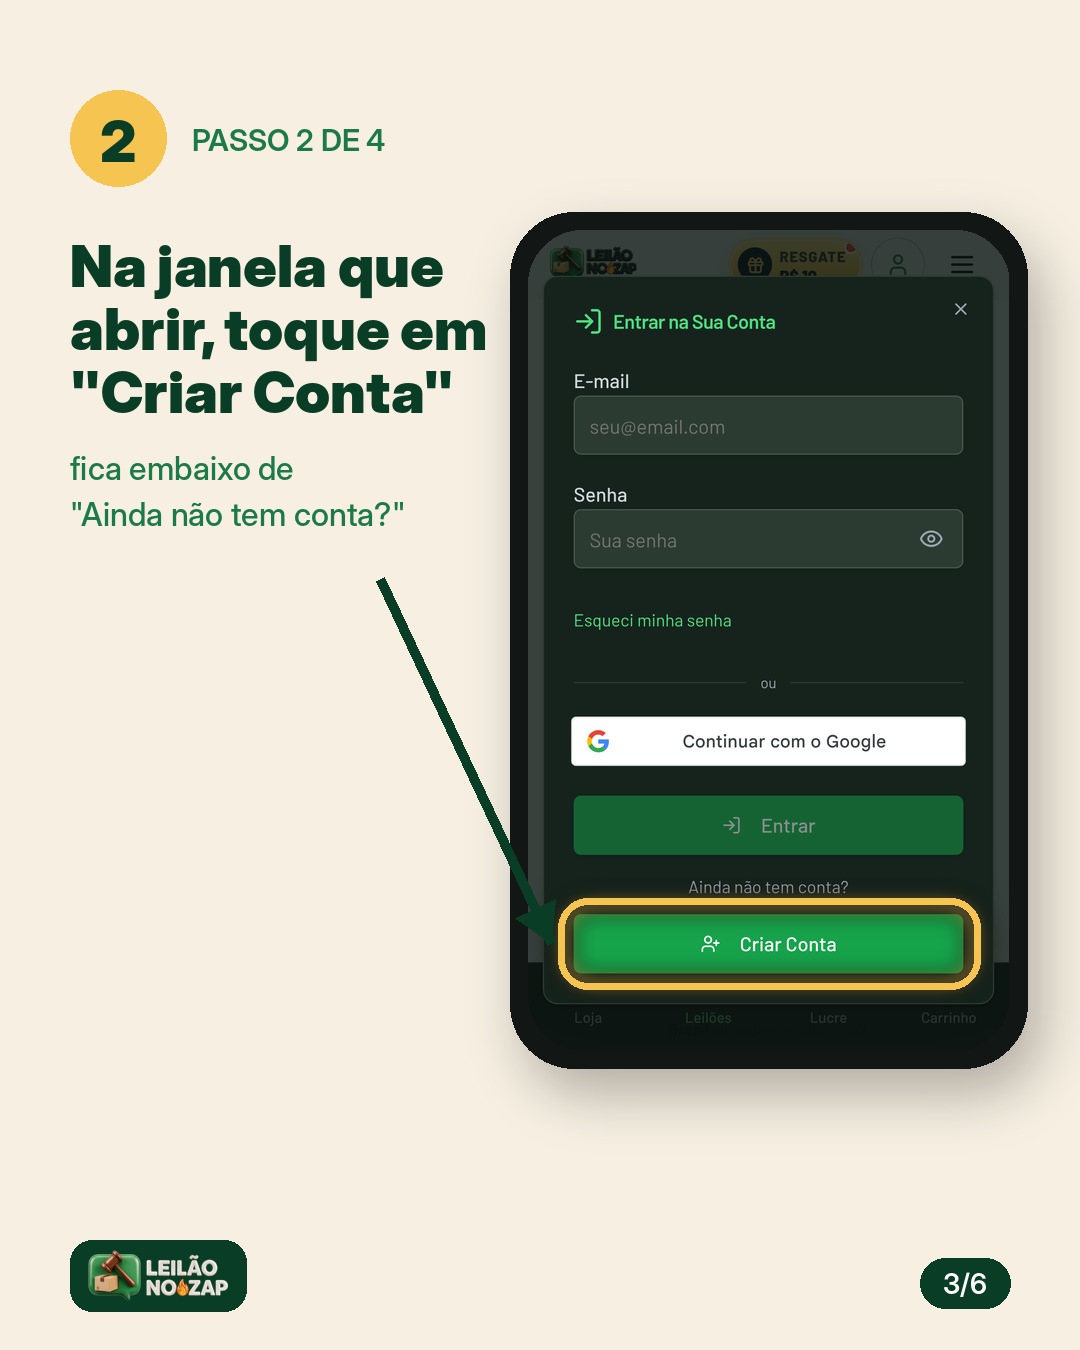 2
PASSO 2 DE 4
Na janela que
abrir, toque em
"Criar Conta"
fica embaixo de
"Ainda não tem conta?"
LEILÃO
NO ZAP
RESGATE
R$ 10
Entrar na Sua Conta
E-mail
seu@email.com
Senha
Sua senha
Esqueci minha senha
ou
Continuar com o Google
Entrar
Ainda não tem conta?
Criar Conta
Loja Leilões Lucre Carrinho
LEILÃO
NO ZAP
3/6